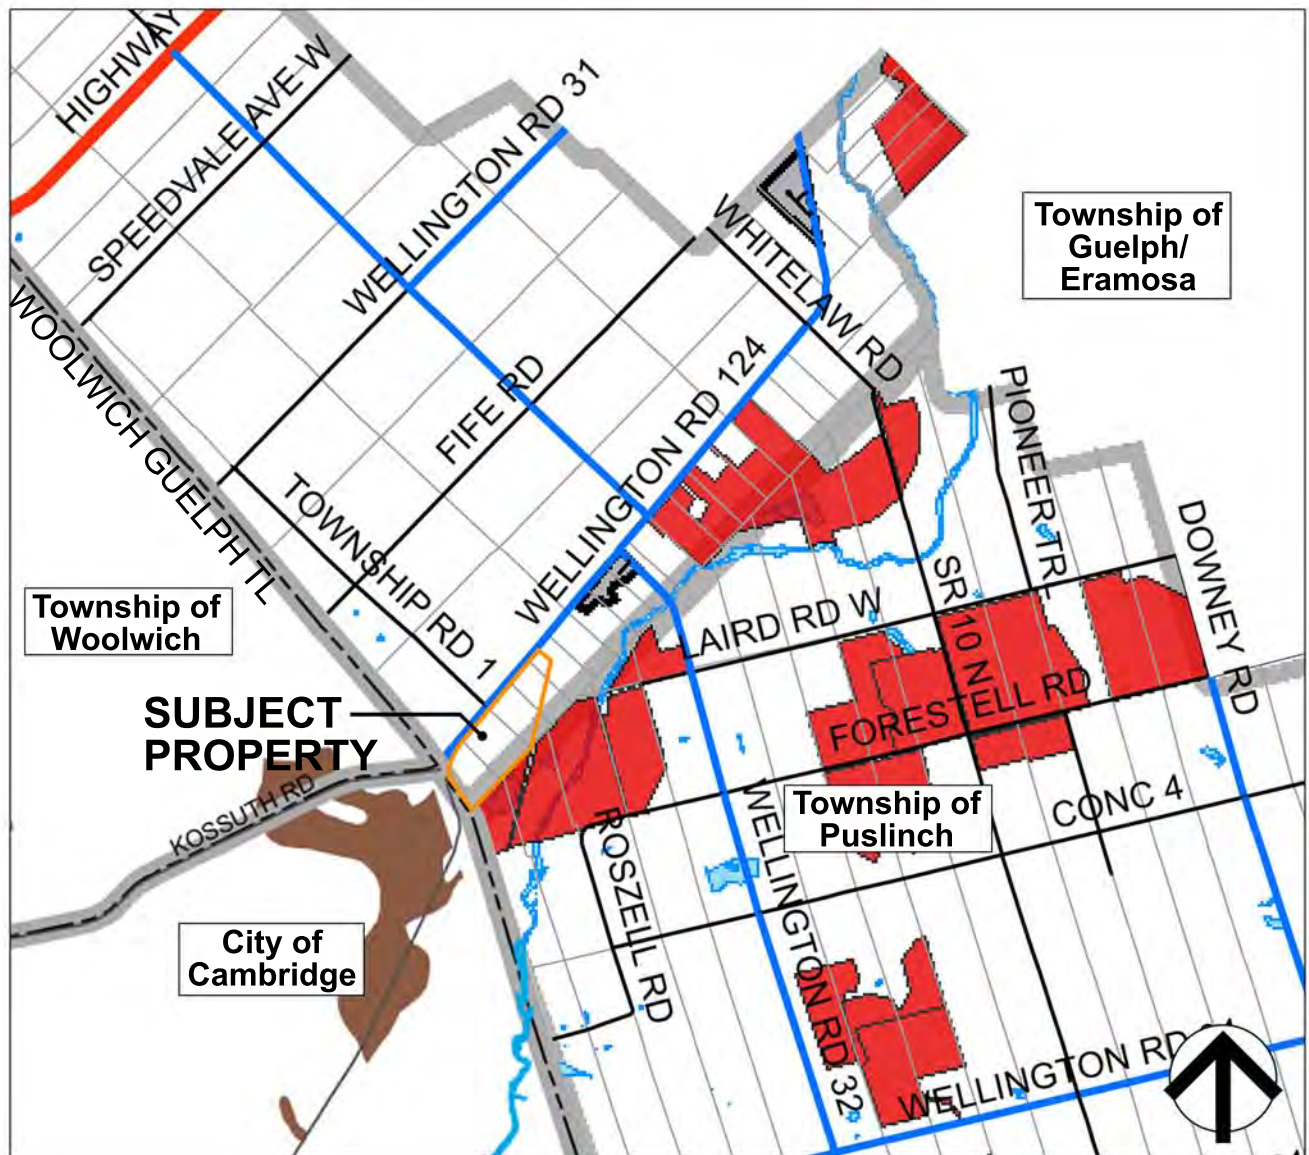 HIGHWAY
SPEEDVALE AVE W
WELLINGTON RD 31
WHITELAW RD
Township of
Guelph/
Eramosa
WOOLWICH GUELPH TL
FIFE RD
WELLINGTON RD 124
PIONEER TRL
TOWNSHIP RD 1
DOWNEY RD
SR 10 N
Township of
Woolwich
LAIRD RD W
SUBJECT
PROPERTY
FORESTELL RD
KOSSUTH RD
Township of
Puslinch
CONC 4
ROSZELL RD
WELLINGTON RD 32
City of
Cambridge
WELLINGTON RD